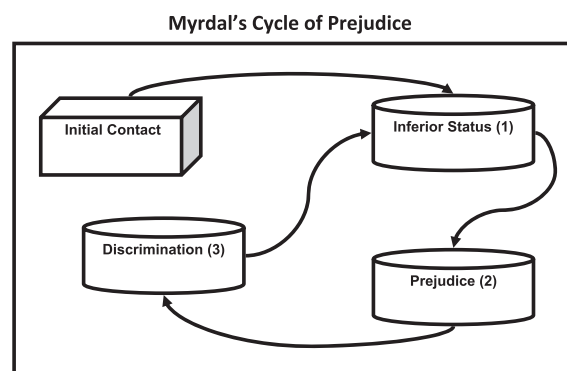 Myrdal's Cycle of Prejudice
Initial Contact
Inferior Status (1)
Discrimination (3)
Prejudice (2)